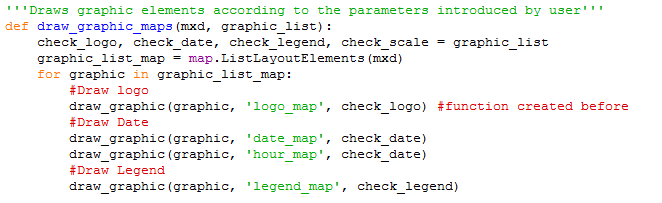 '''Draws graphic elements according to the parameters introduced by user'''
def draw_graphic_maps(mxd, graphic_list):
    check_logo, check_date, check_legend, check_scale = graphic_list
    graphic_list_map = map.ListLayoutElements(mxd)
    for graphic in graphic_list_map:
        #Draw logo
        draw_graphic(graphic, 'logo_map', check_logo) #function created before
        #Draw Date
        draw_graphic(graphic, 'date_map', check_date)
        draw_graphic(graphic, 'hour_map', check_date)
        #Draw Legend
        draw_graphic(graphic, 'legend_map', check_legend)